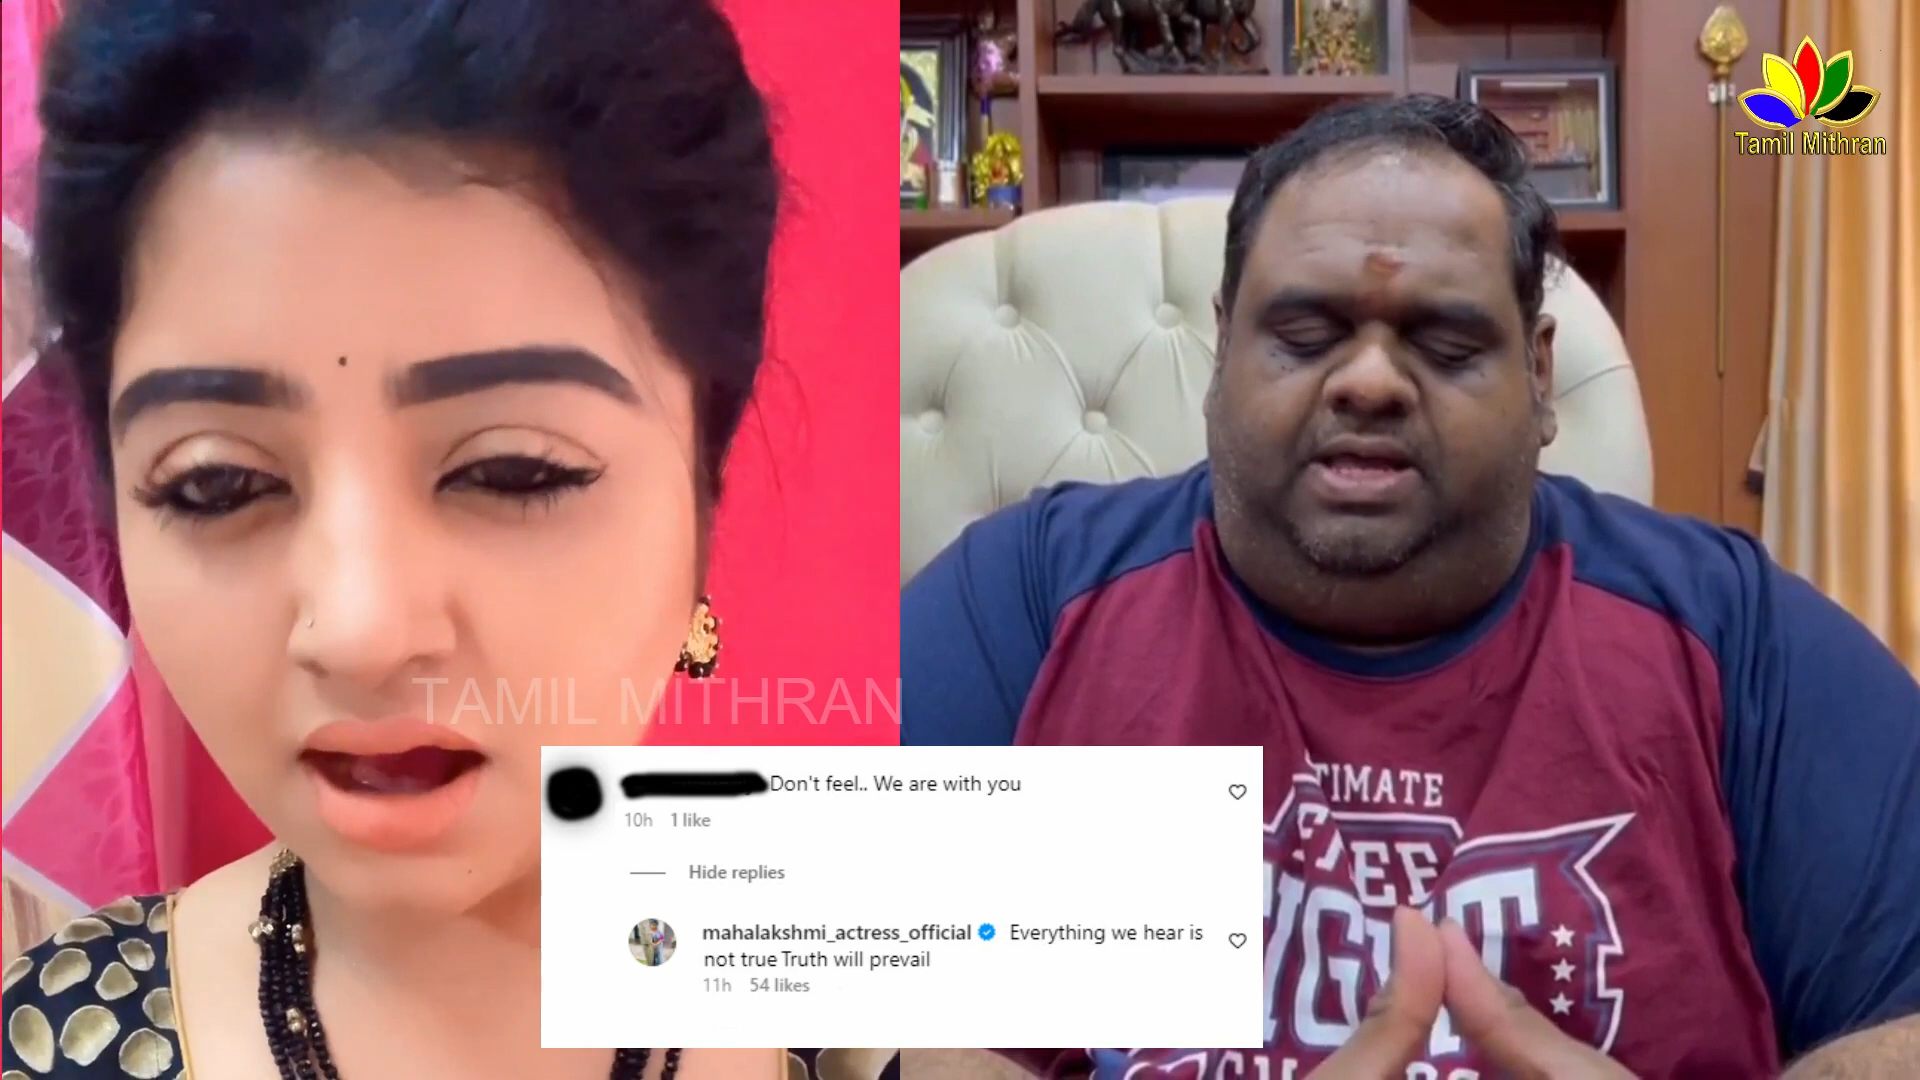 Tamil Mithran
TAMIL MITHRAN
Don't feel.. We are with you
10h 1 like
Hide replies
mahalakshmi_actress_official Everything we hear is
not true Truth will prevail
11h 54 likes
TIMATE